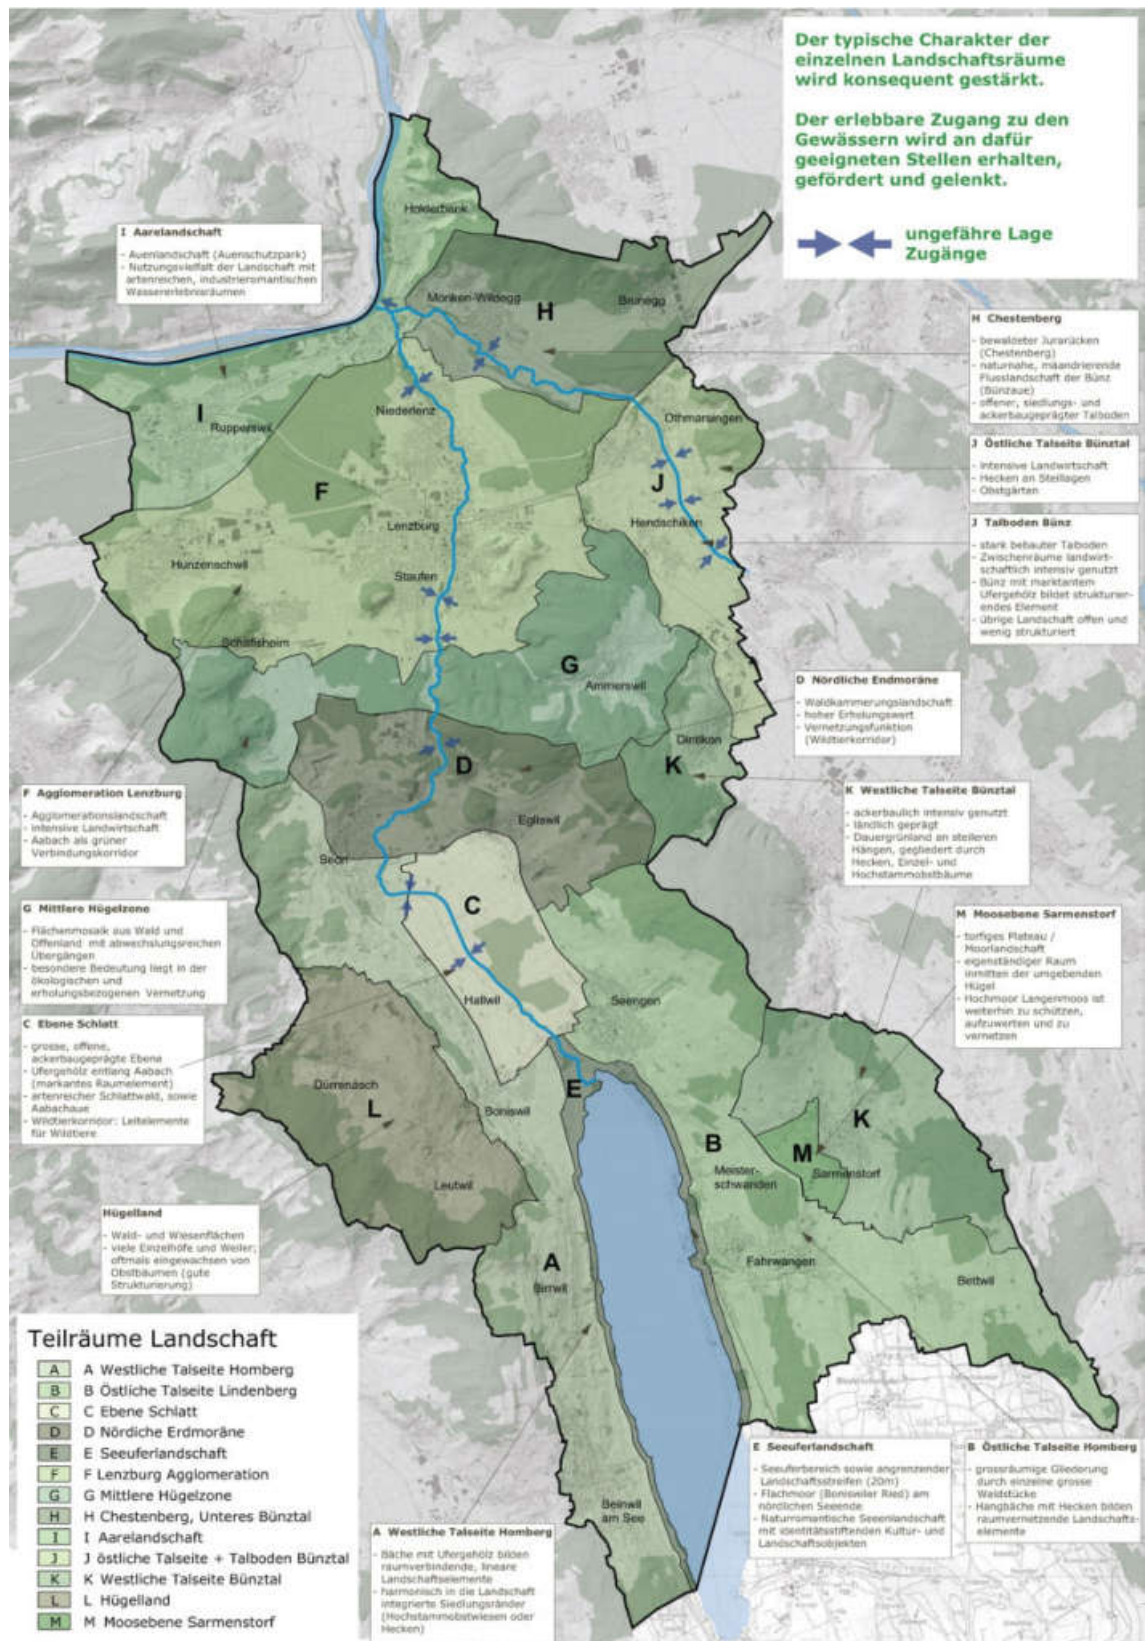 Der typische Charakter der
einzelnen Landschaftsräume
wird konsequent gestärkt.
Der erlebbare Zugang zu den
Gewässern wird an dafür
geeigneten Stellen erhalten,
gefördert und gelenkt.
ungefähre Lage
Zugänge
I Aarelandschaft
- Auenlandschaft (Auenschutzpark)
- Nutzungsvielfalt der Landschaft mit
artenreichen, industrieromantischen
Wassererlebnisräumen
Holderbank
Möriken-Wildegg
H
Brunegg
H Chestenberg
- bewaldeter Jurarücken
(Chestenberg)
- naturnahe, mäandrierende
Flusslandschaft der Bünz
(Bünzaue)
- offener, siedlungs- und
ackerbaugeprägter Talboden
I
Rupperswil
Niederlenz
Othmarsingen
J Östliche Talseite Bünztal
- Intensive Landwirtschaft
- Hecken an Steillagen
- Obstgärten
F
J
Lenzburg
Hendschiken
J Talboden Bünz
- stark bebauter Talboden
- Zwischenräume landwirt-
schaftlich intensiv genutzt
- Bünz mit marktantem
Ufergehölz bildet strukturier-
endes Element
- übrige Landschaft offen und
wenig strukturiert
Hunzenschwil
Staufen
Schafisheim
G
Ammerswil
D Nördliche Endmoräne
- Waldkammerungslandschaft
- hoher Erholungswert
- Vernetzungsfunktion
(Wildtierkorridor)
Dintikon
D
K
F Agglomeration Lenzburg
- Agglomerationslandschaft
- intensive Landwirtschaft
- Aabach als grüner
Verbindungskorridor
K Westliche Talseite Bünztal
- ackerbaulich intensiv genutzt
- ländlich geprägt
- Dauergrünland an steileren
Hängen, gegliedert durch
Hecken, Einzel- und
Hochstammobstbäume
Egliswil
Seon
G Mittlere Hügelzone
- Flächenmosaik aus Wald und
Offenland mit abwechslungsreichen
Übergängen
- besondere Bedeutung liegt in der
ökologischen und
erholungsbezogenen Vernetzung
C
Hallwil
Seengen
M Moosebene Sarmenstorf
- torfiges Plateau /
Moorlandschaft
- eigenständiger Raum
inmitten der umgebenden
Hügel
- Hochmoor Langenmoos ist
weiterhin zu schützen,
aufzuwerten und zu
vernetzen
C Ebene Schlatt
- grosse, offene,
ackerbaugeprägte Ebene
- Ufergehölz entlang Aabach
(markantes Raumelement)
- artenreicher Schlattwald, sowie
Aabachaue
- Wildtierkorridor: Leitelemente
für Wildtiere
Dürrenäsch
L
E
Boniswil
Leutwil
B
Meister-
schwanden
M
K
Sarmenstorf
Hügelland
- Wald- und Wiesenflächen
- viele Einzelhöfe und Weiler;
oftmals eingewachsen von
Obstbäumen (gute
Strukturierung)
A
Birrwil
Fahrwangen
Bettwil
Teilräume Landschaft
A A Westliche Talseite Homberg
B B Östliche Talseite Lindenberg
C C Ebene Schlatt
D D Nördiche Erdmoräne
E E Seeuferlandschaft
F F Lenzburg Agglomeration
G G Mittlere Hügelzone
H H Chestenberg, Unteres Bünztal
I I Aarelandschaft
J J östliche Talseite + Talboden Bünztal
K K Westliche Talseite Bünztal
L L Hügelland
M M Moosebene Sarmenstorf
Beinwil
am See
A Westliche Talseite Homberg
- Bäche mit Ufergehölz bilden
raumverbindende, lineare
Landschaftselemente
- harmonisch in die Landschaft
integrierte Siedlungsränder
(Hochstammobstwiesen oder
Hecken)
E Seeuferlandschaft
- Seeuferbereich sowie angrenzender
Landschaftsstreifen (20m)
- Flachmoor (Boniswiler Ried) am
nördlichen Seeende
- Naturromantische Seenlandschaft
mit identitätsstiftenden Kultur- und
Landschaftsobjekten
B Östliche Talseite Homberg
- grossräumige Gliederung
durch einzelne grosse
Waldstücke
- Hangbäche mit Hecken bilden
raumvernetzende Landschafts-
elemente